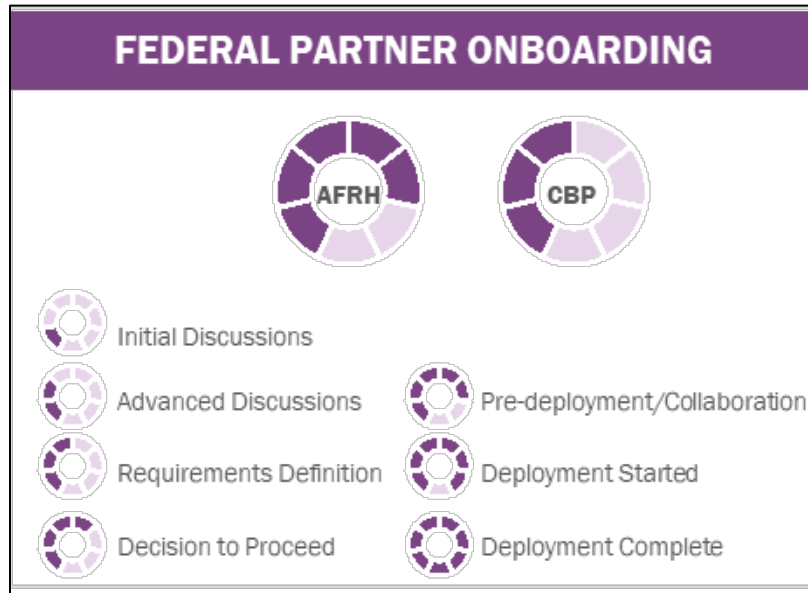 FEDERAL PARTNER ONBOARDING
AFRH
CBP
Initial Discussions
Advanced Discussions
Requirements Definition
Decision to Proceed
Pre-deployment/Collaboration
Deployment Started
Deployment Complete